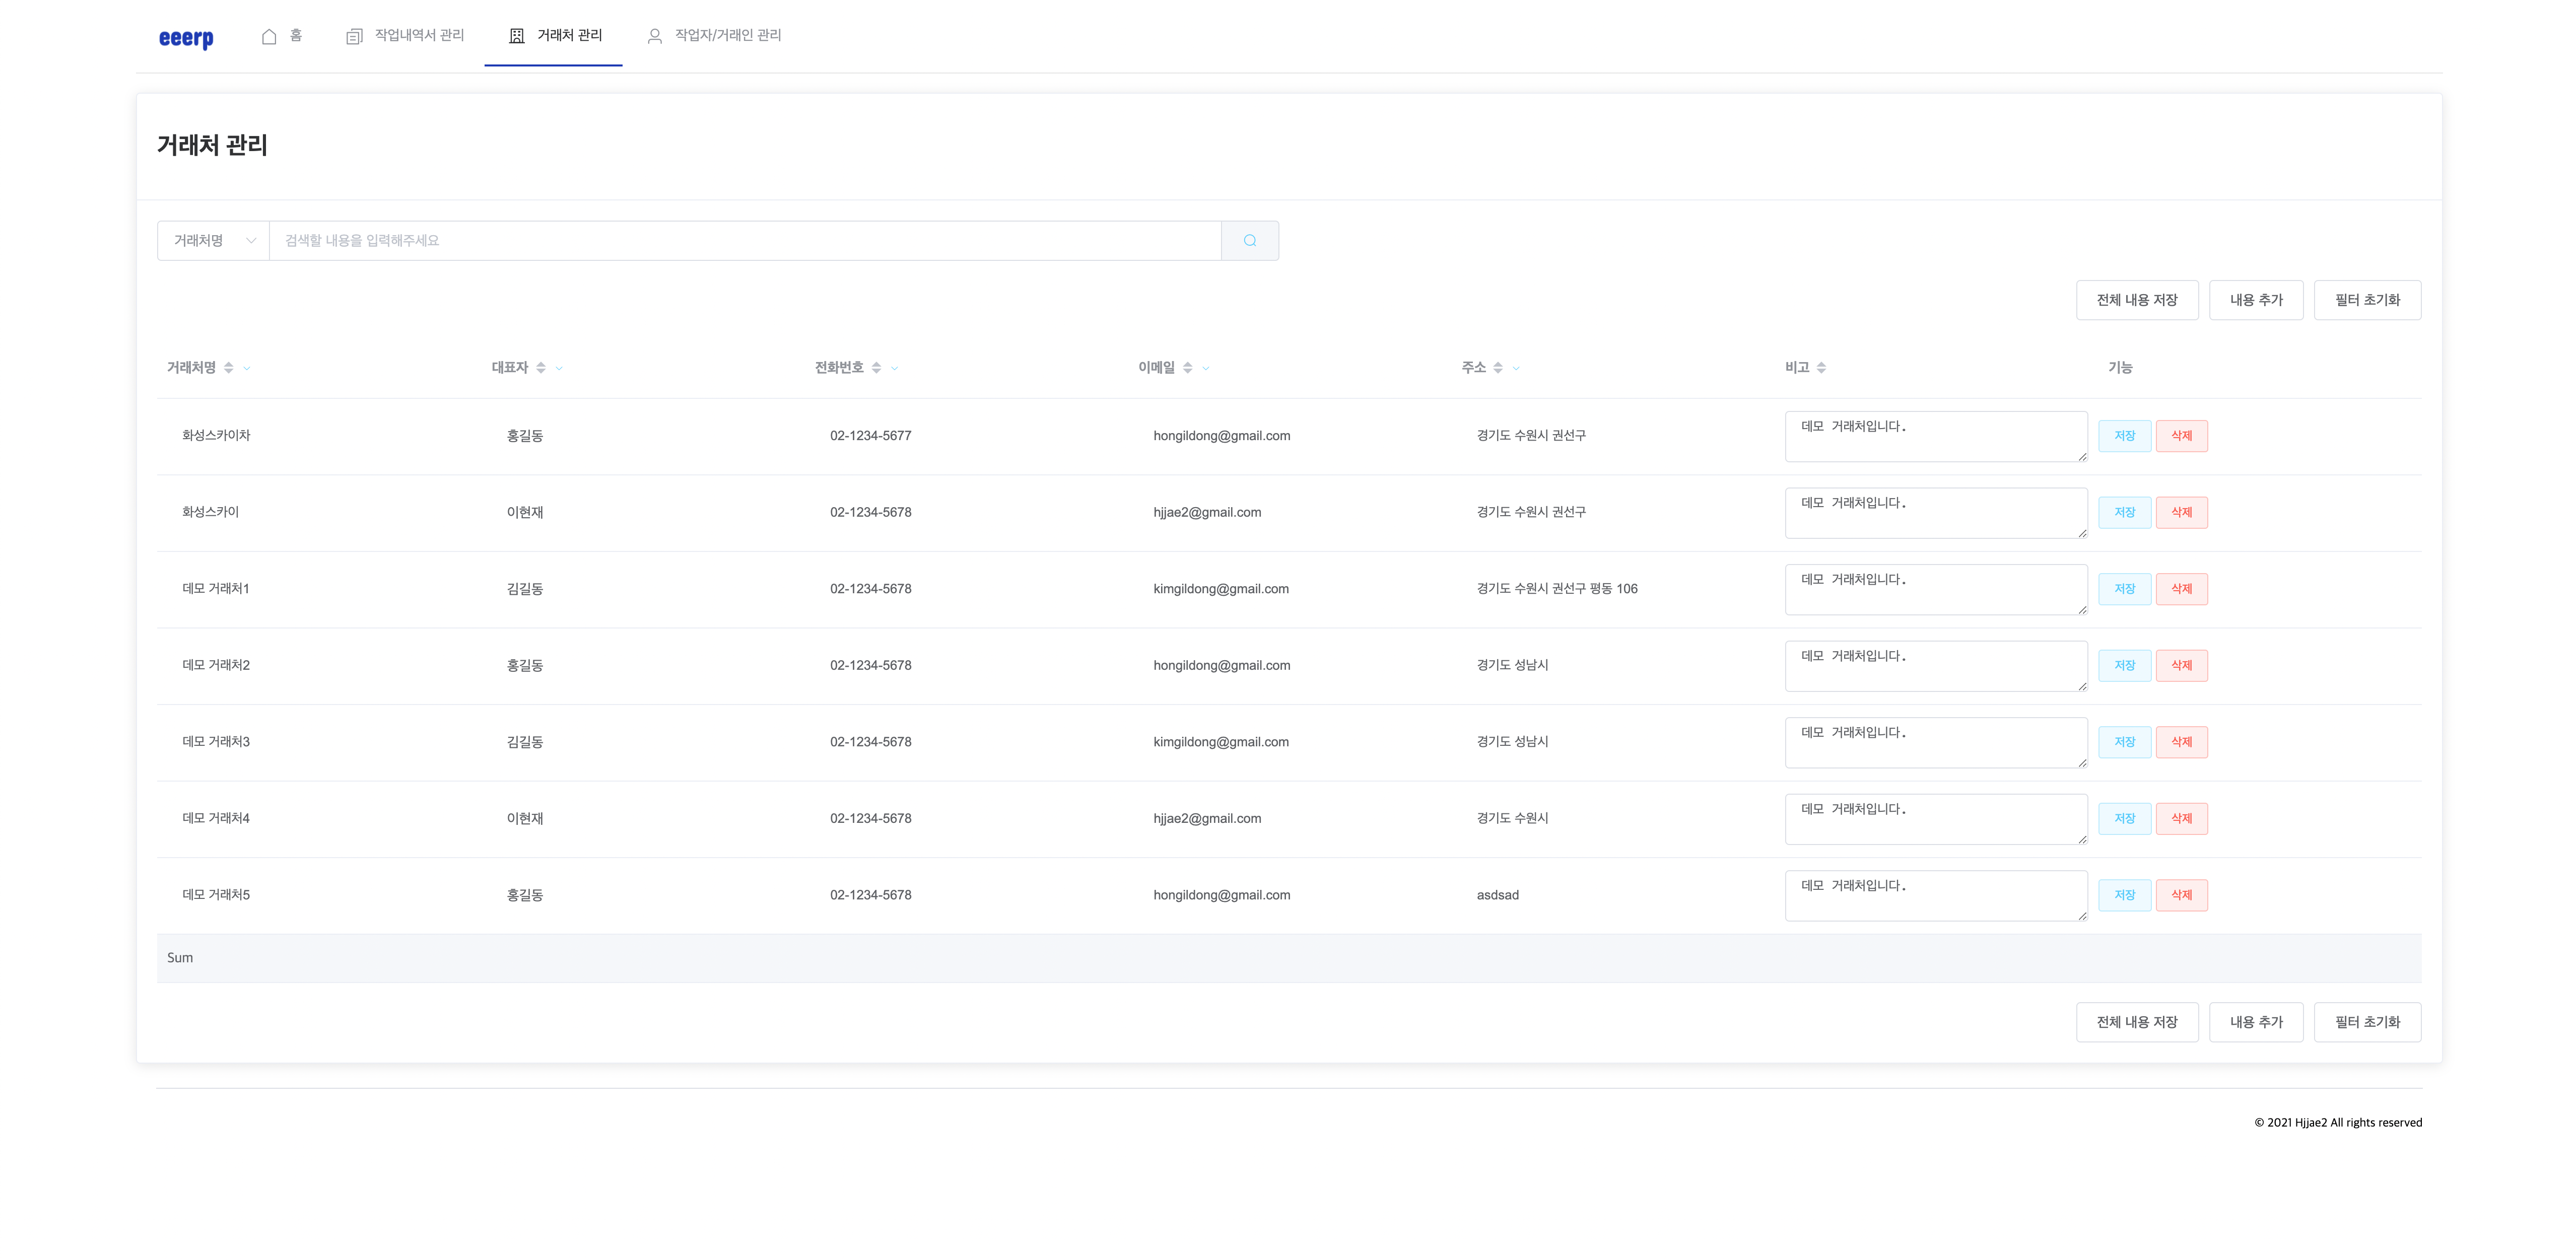 eeerp 홈 작업내역서 관리 거래처 관리 작업자/거래인 관리
거래처 관리
거래처명 검색할 내용을 입력해주세요
전체 내용 저장 내용 추가 필터 초기화
거래처명 대표자 전화번호 이메일 주소 비고 기능
화성스카이차 홍길동 02-1234-5677 hongildong@gmail.com 경기도 수원시 권선구 데모 거래처입니다. 저장 삭제
화성스카이 이현재 02-1234-5678 hjjae2@gmail.com 경기도 수원시 권선구 데모 거래처입니다. 저장 삭제
데모 거래처1 김길동 02-1234-5678 kimgildong@gmail.com 경기도 수원시 권선구 평동 106 데모 거래처입니다. 저장 삭제
데모 거래처2 홍길동 02-1234-5678 hongildong@gmail.com 경기도 성남시 데모 거래처입니다. 저장 삭제
데모 거래처3 김길동 02-1234-5678 kimgildong@gmail.com 경기도 성남시 데모 거래처입니다. 저장 삭제
데모 거래처4 이현재 02-1234-5678 hjjae2@gmail.com 경기도 수원시 데모 거래처입니다. 저장 삭제
데모 거래처5 홍길동 02-1234-5678 hongildong@gmail.com asdsad 데모 거래처입니다. 저장 삭제
Sum
전체 내용 저장 내용 추가 필터 초기화
© 2021 Hjjae2 All rights reserved